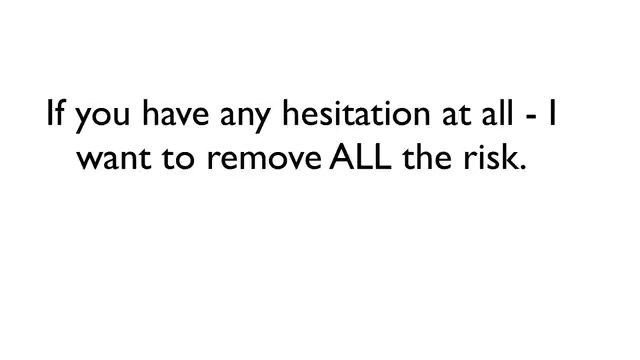 If you have any hesitation at all - I
want to remove ALL the risk.